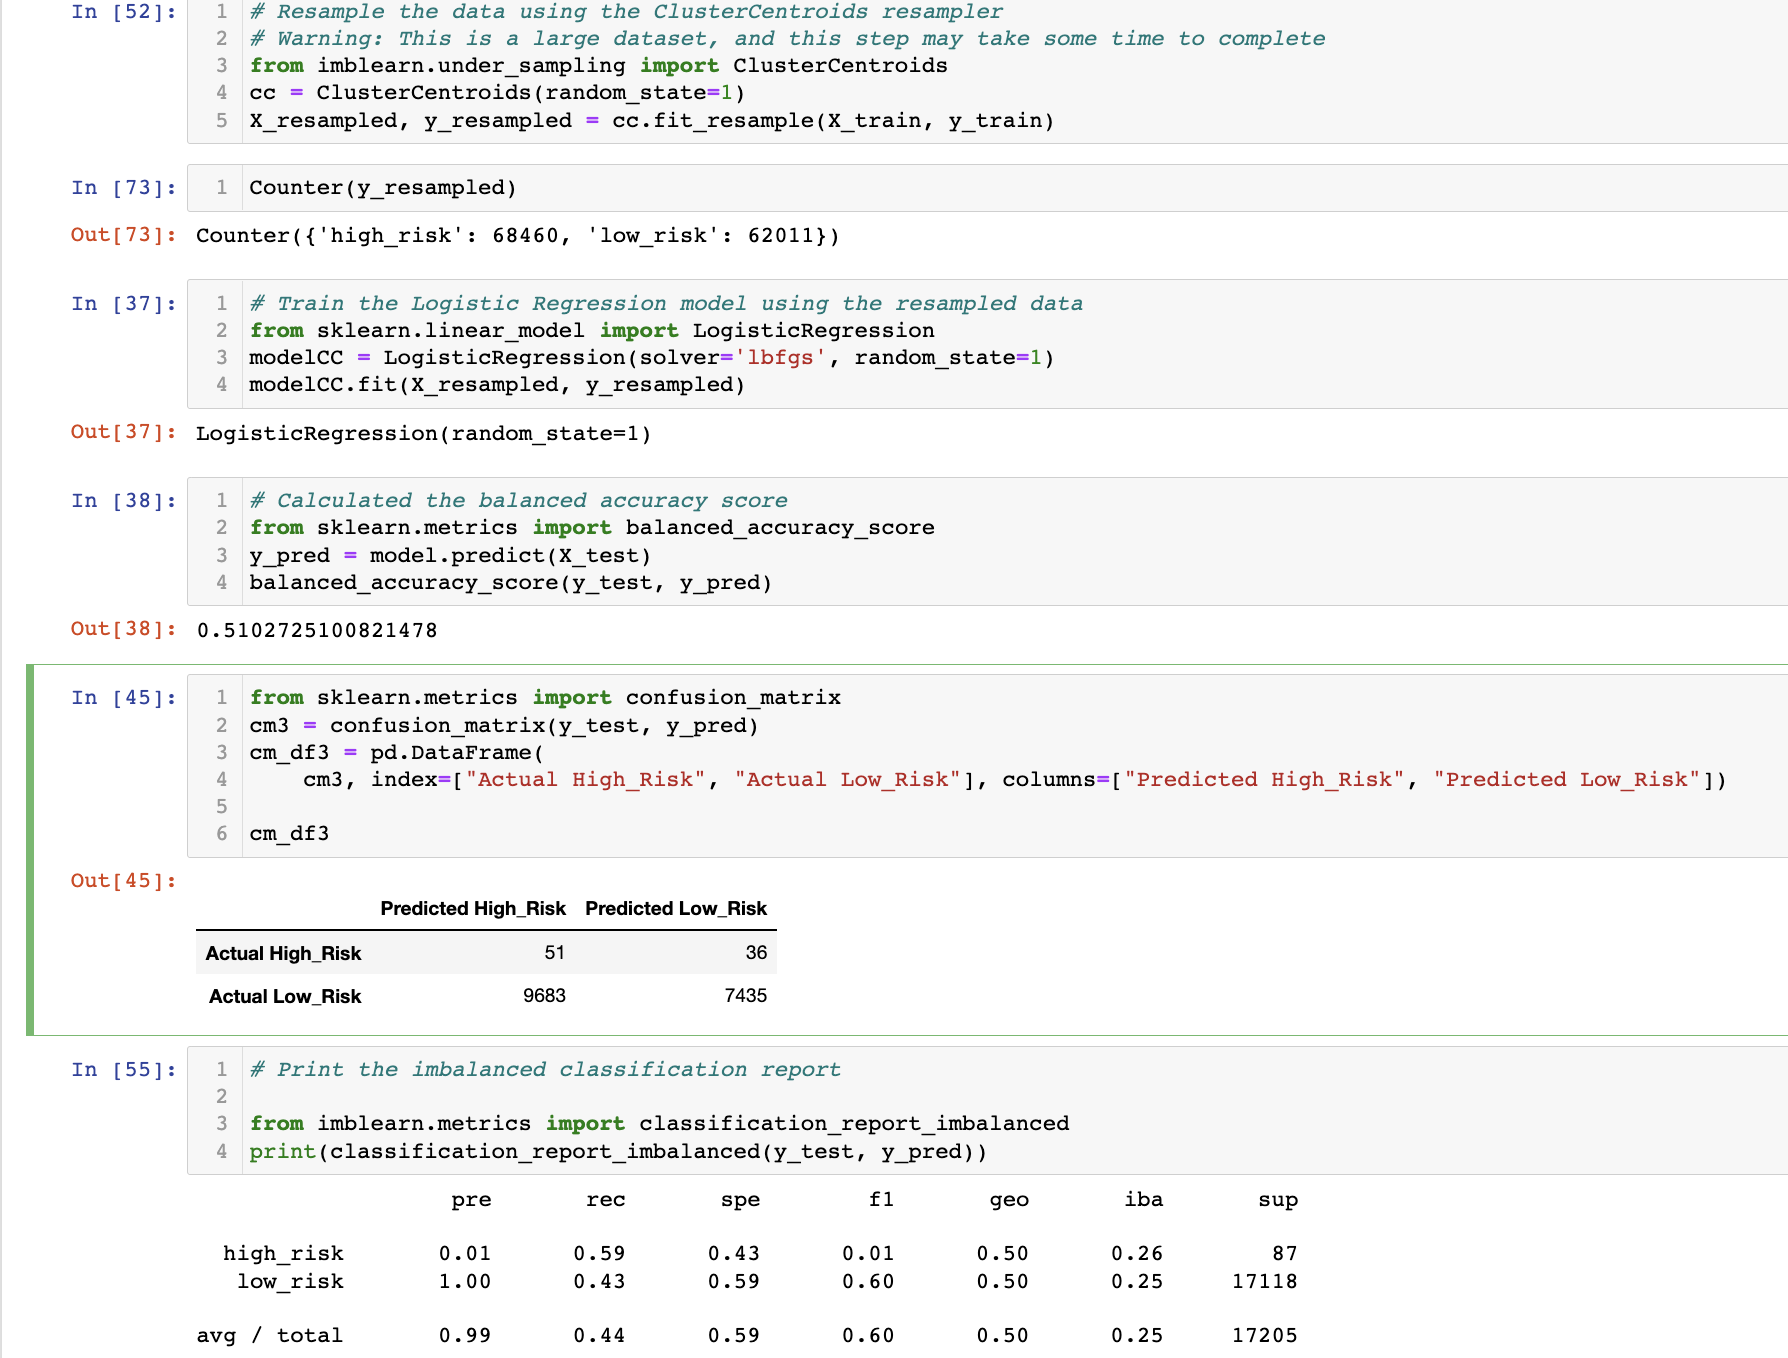 In [52]:
1 # Resample the data using the ClusterCentroids resampler
2 # Warning: This is a large dataset, and this step may take some time to complete
3 from imblearn.under_sampling import ClusterCentroids
4 cc = ClusterCentroids(random_state=1)
5 X_resampled, y_resampled = cc.fit_resample(X_train, y_train)
In [73]:
1 Counter(y_resampled)
Out[73]: Counter({'high_risk': 68460, 'low_risk': 62011})
In [37]:
1 # Train the Logistic Regression model using the resampled data
2 from sklearn.linear_model import LogisticRegression
3 modelCC = LogisticRegression(solver='lbfgs', random_state=1)
4 modelCC.fit(X_resampled, y_resampled)
Out[37]: LogisticRegression(random_state=1)
In [38]:
1 # Calculated the balanced accuracy score
2 from sklearn.metrics import balanced_accuracy_score
3 y_pred = model.predict(X_test)
4 balanced_accuracy_score(y_test, y_pred)
Out[38]: 0.5102725100821478
In [45]:
1 from sklearn.metrics import confusion_matrix
2 cm3 = confusion_matrix(y_test, y_pred)
3 cm_df3 = pd.DataFrame(
4     cm3, index=["Actual High_Risk", "Actual Low_Risk"], columns=["Predicted High_Risk", "Predicted Low_Risk"])
5
6 cm_df3
Out[45]:
Predicted High_Risk Predicted Low_Risk
Actual High_Risk 51 36
Actual Low_Risk 9683 7435
In [55]:
1 # Print the imbalanced classification report
2
3 from imblearn.metrics import classification_report_imbalanced
4 print(classification_report_imbalanced(y_test, y_pred))
pre rec spe f1 geo iba sup
high_risk 0.01 0.59 0.43 0.01 0.50 0.26 87
low_risk 1.00 0.43 0.59 0.60 0.50 0.25 17118
avg / total 0.99 0.44 0.59 0.60 0.50 0.25 17205